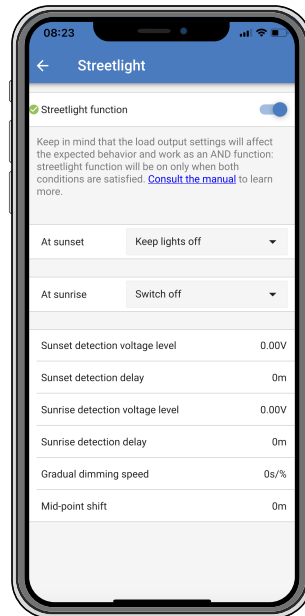 08:23
Streetlight
Streetlight function
Keep in mind that the load output settings will affect
the expected behavior and work as an AND function:
streetlight function will be on only when both
conditions are satisfied. Consult the manual to learn
more.
At sunset Keep lights off
At sunrise Switch off
Sunset detection voltage level 0.00V
Sunset detection delay 0m
Sunrise detection voltage level 0.00V
Sunrise detection delay 0m
Gradual dimming speed 0s/%
Mid-point shift 0m